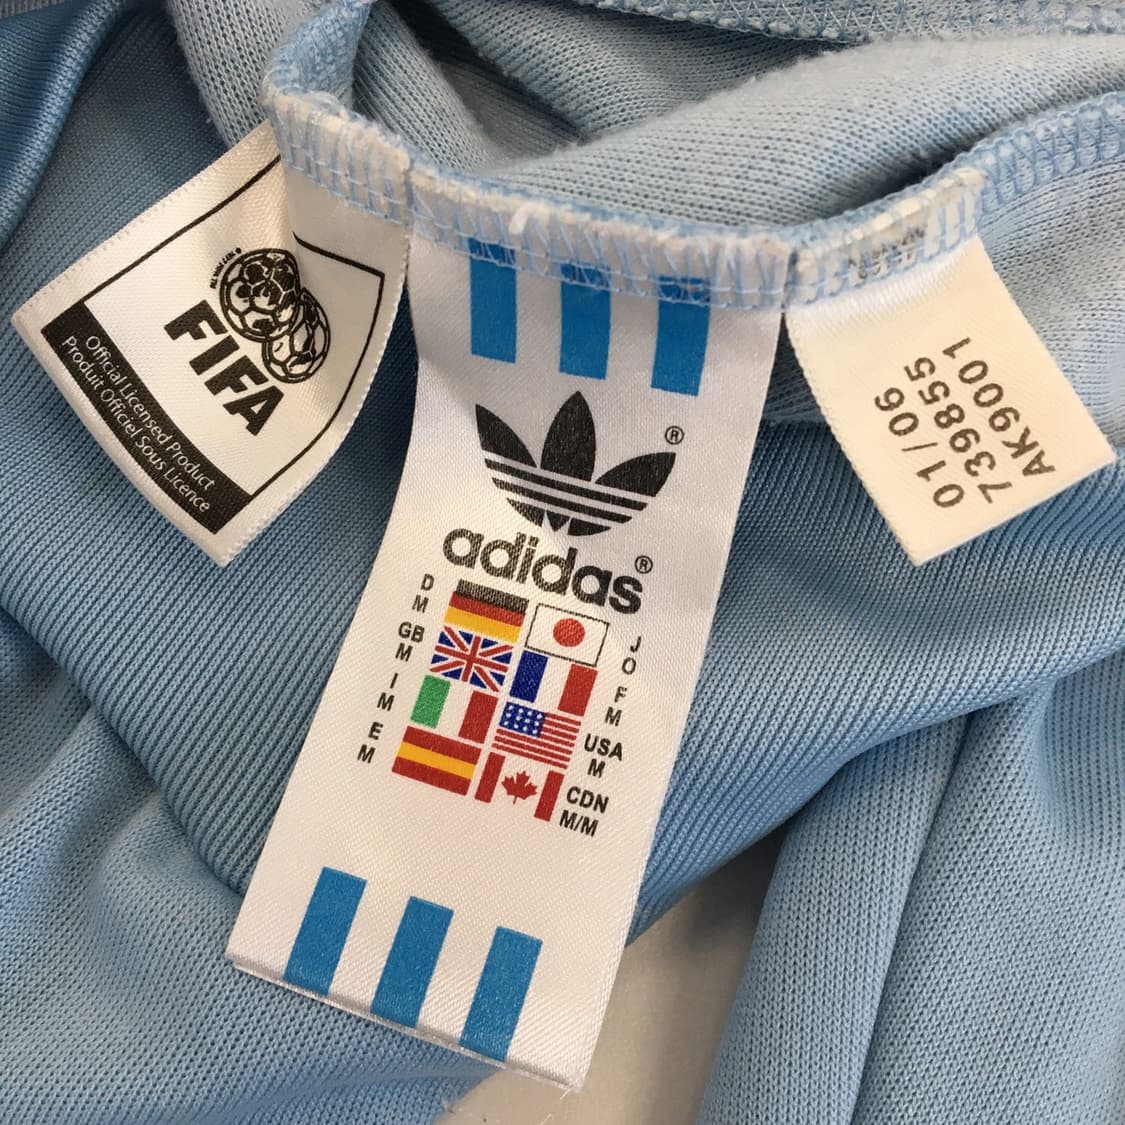 FIFA
Official Licensed Product
Produit Officiel Sous Licence
®
adidas®
D
M
GB
M
I
M
E
M
J
O
F
M
USA
M
CDN
M/M
01/06
739855
AK9001